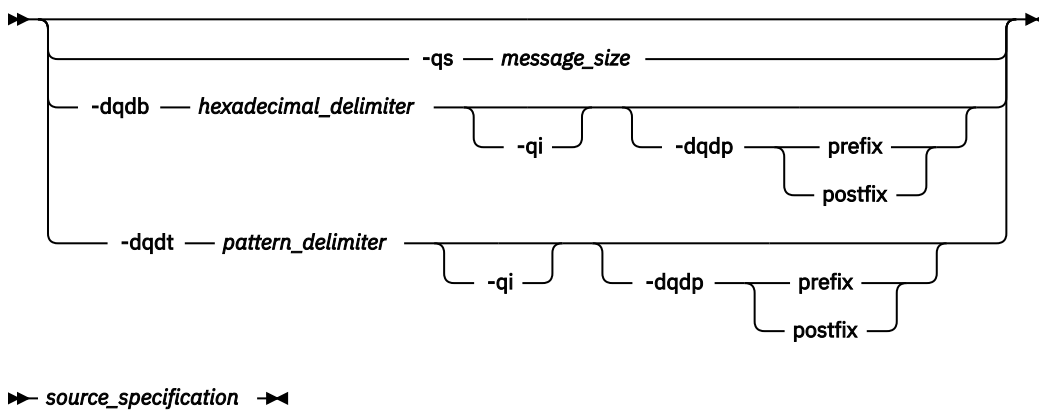 -qs message_size
-dqdb hexadecimal_delimiter
-qi -dqdp prefix
postfix
-dqdt pattern_delimiter
-qi -dqdp prefix
postfix
source_specification